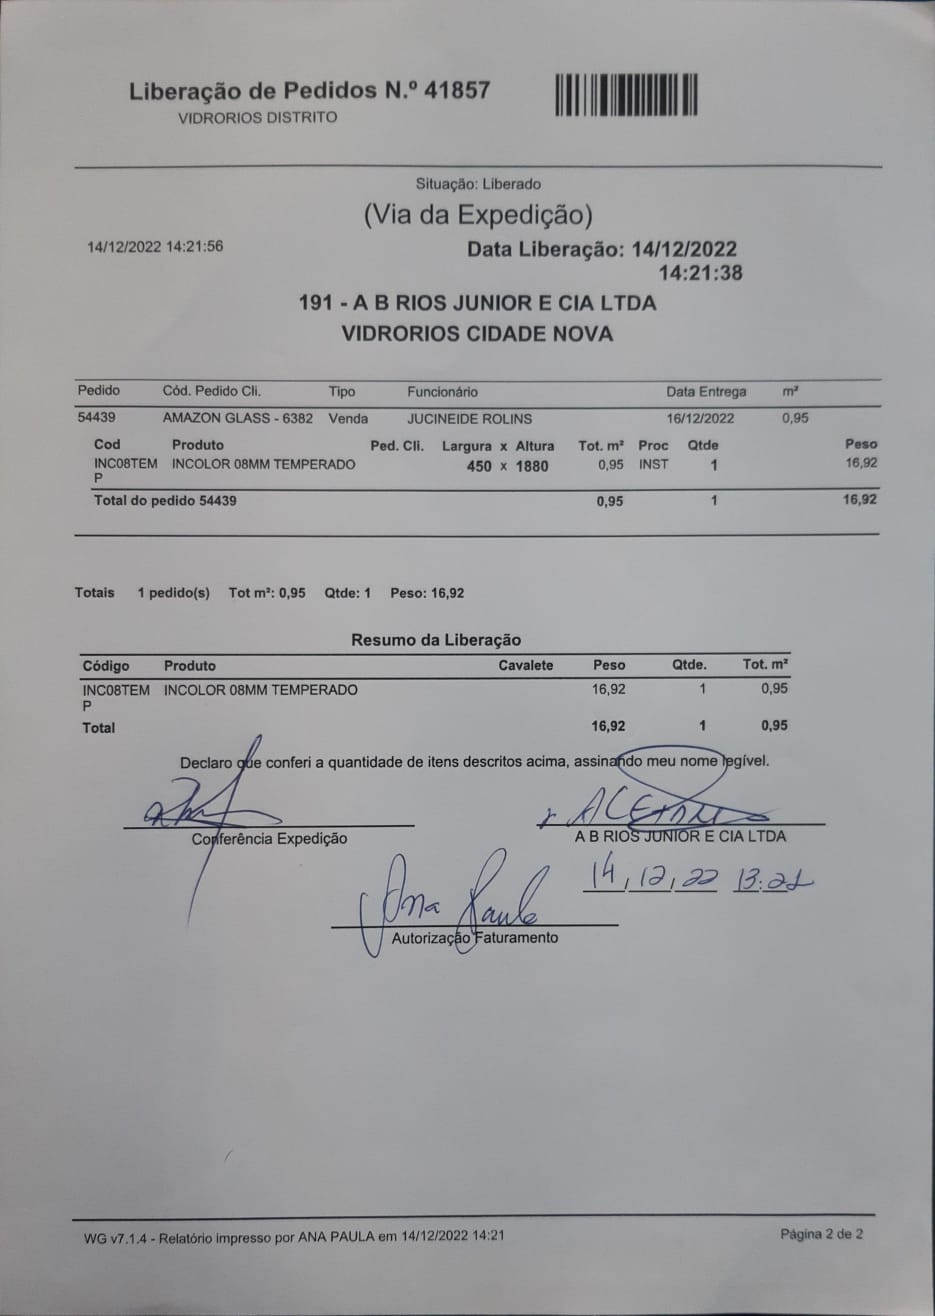 Liberação de Pedidos N.º 41857
VIDRORIOS DISTRITO
Situação: Liberado
(Via da Expedição)
14/12/2022 14:21:56
Data Liberação: 14/12/2022
14:21:38
191 - A B RIOS JUNIOR E CIA LTDA
VIDRORIOS CIDADE NOVA
Pedido Cód. Pedido Cli. Tipo Funcionário Data Entrega m²
54439 AMAZON GLASS - 6382 Venda JUCINEIDE ROLINS 16/12/2022 0,95
Cod Produto Ped. Cli. Largura x Altura Tot. m² Proc Qtde Peso
INC08TEM INCOLOR 08MM TEMPERADO 450 x 1880 0,95 INST 1 16,92
P
Total do pedido 54439 0,95 1 16,92
Totais 1 pedido(s) Tot m²: 0,95 Qtde: 1 Peso: 16,92
Resumo da Liberação
Código Produto Cavalete Peso Qtde. Tot. m²
INC08TEM INCOLOR 08MM TEMPERADO 16,92 1 0,95
P
Total 16,92 1 0,95
Declaro que conferi a quantidade de itens descritos acima, assinando meu nome legível.
Conferência Expedição
A B RIOS JUNIOR E CIA LTDA
14,12,22
Ana Paula
Autorização Faturamento
WG v7.1.4 - Relatório impresso por ANA PAULA em 14/12/2022 14:21
Página 2 de 2